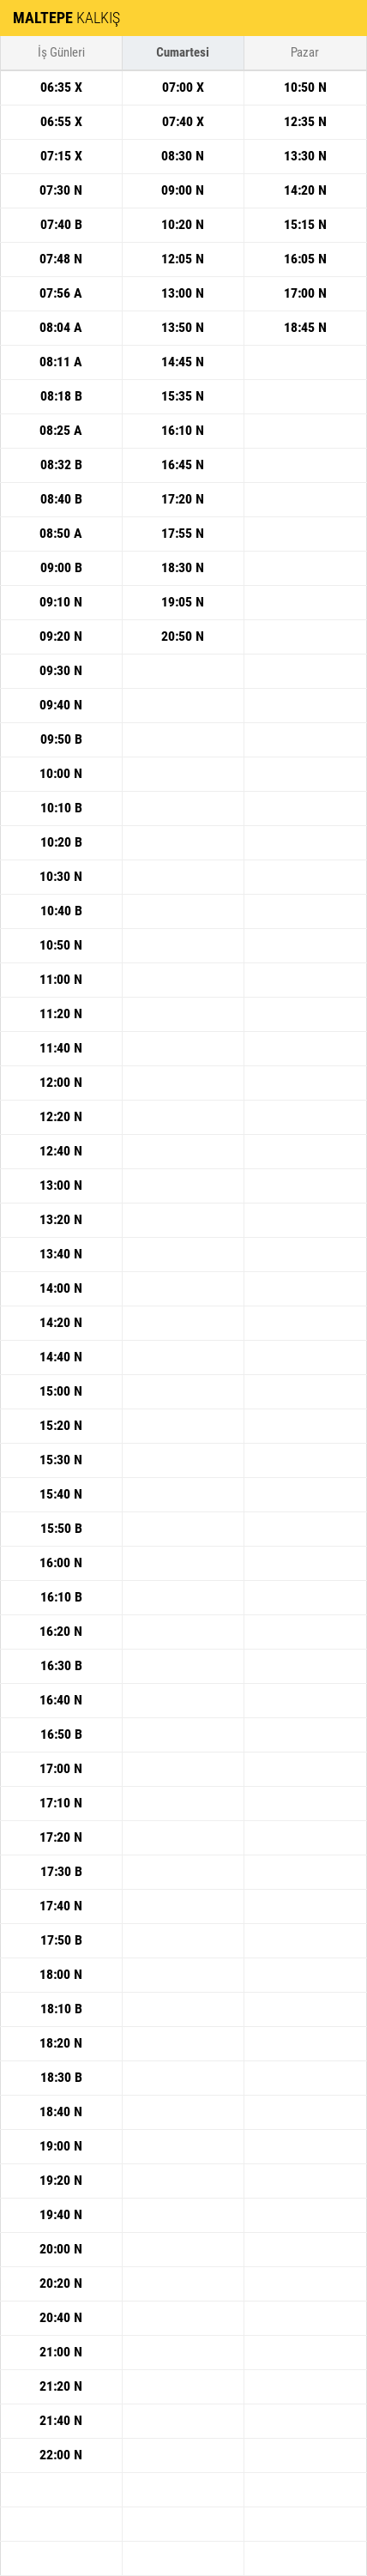 MALTEPE KALKIŞ
İş Günleri Cumartesi Pazar
06:35 X 07:00 X 10:50 N
06:55 X 07:40 X 12:35 N
07:15 X 08:30 N 13:30 N
07:30 N 09:00 N 14:20 N
07:40 B 10:20 N 15:15 N
07:48 N 12:05 N 16:05 N
07:56 A 13:00 N 17:00 N
08:04 A 13:50 N 18:45 N
08:11 A 14:45 N
08:18 B 15:35 N
08:25 A 16:10 N
08:32 B 16:45 N
08:40 B 17:20 N
08:50 A 17:55 N
09:00 B 18:30 N
09:10 N 19:05 N
09:20 N 20:50 N
09:30 N
09:40 N
09:50 B
10:00 N
10:10 B
10:20 B
10:30 N
10:40 B
10:50 N
11:00 N
11:20 N
11:40 N
12:00 N
12:20 N
12:40 N
13:00 N
13:20 N
13:40 N
14:00 N
14:20 N
14:40 N
15:00 N
15:20 N
15:30 N
15:40 N
15:50 B
16:00 N
16:10 B
16:20 N
16:30 B
16:40 N
16:50 B
17:00 N
17:10 N
17:20 N
17:30 B
17:40 N
17:50 B
18:00 N
18:10 B
18:20 N
18:30 B
18:40 N
19:00 N
19:20 N
19:40 N
20:00 N
20:20 N
20:40 N
21:00 N
21:20 N
21:40 N
22:00 N